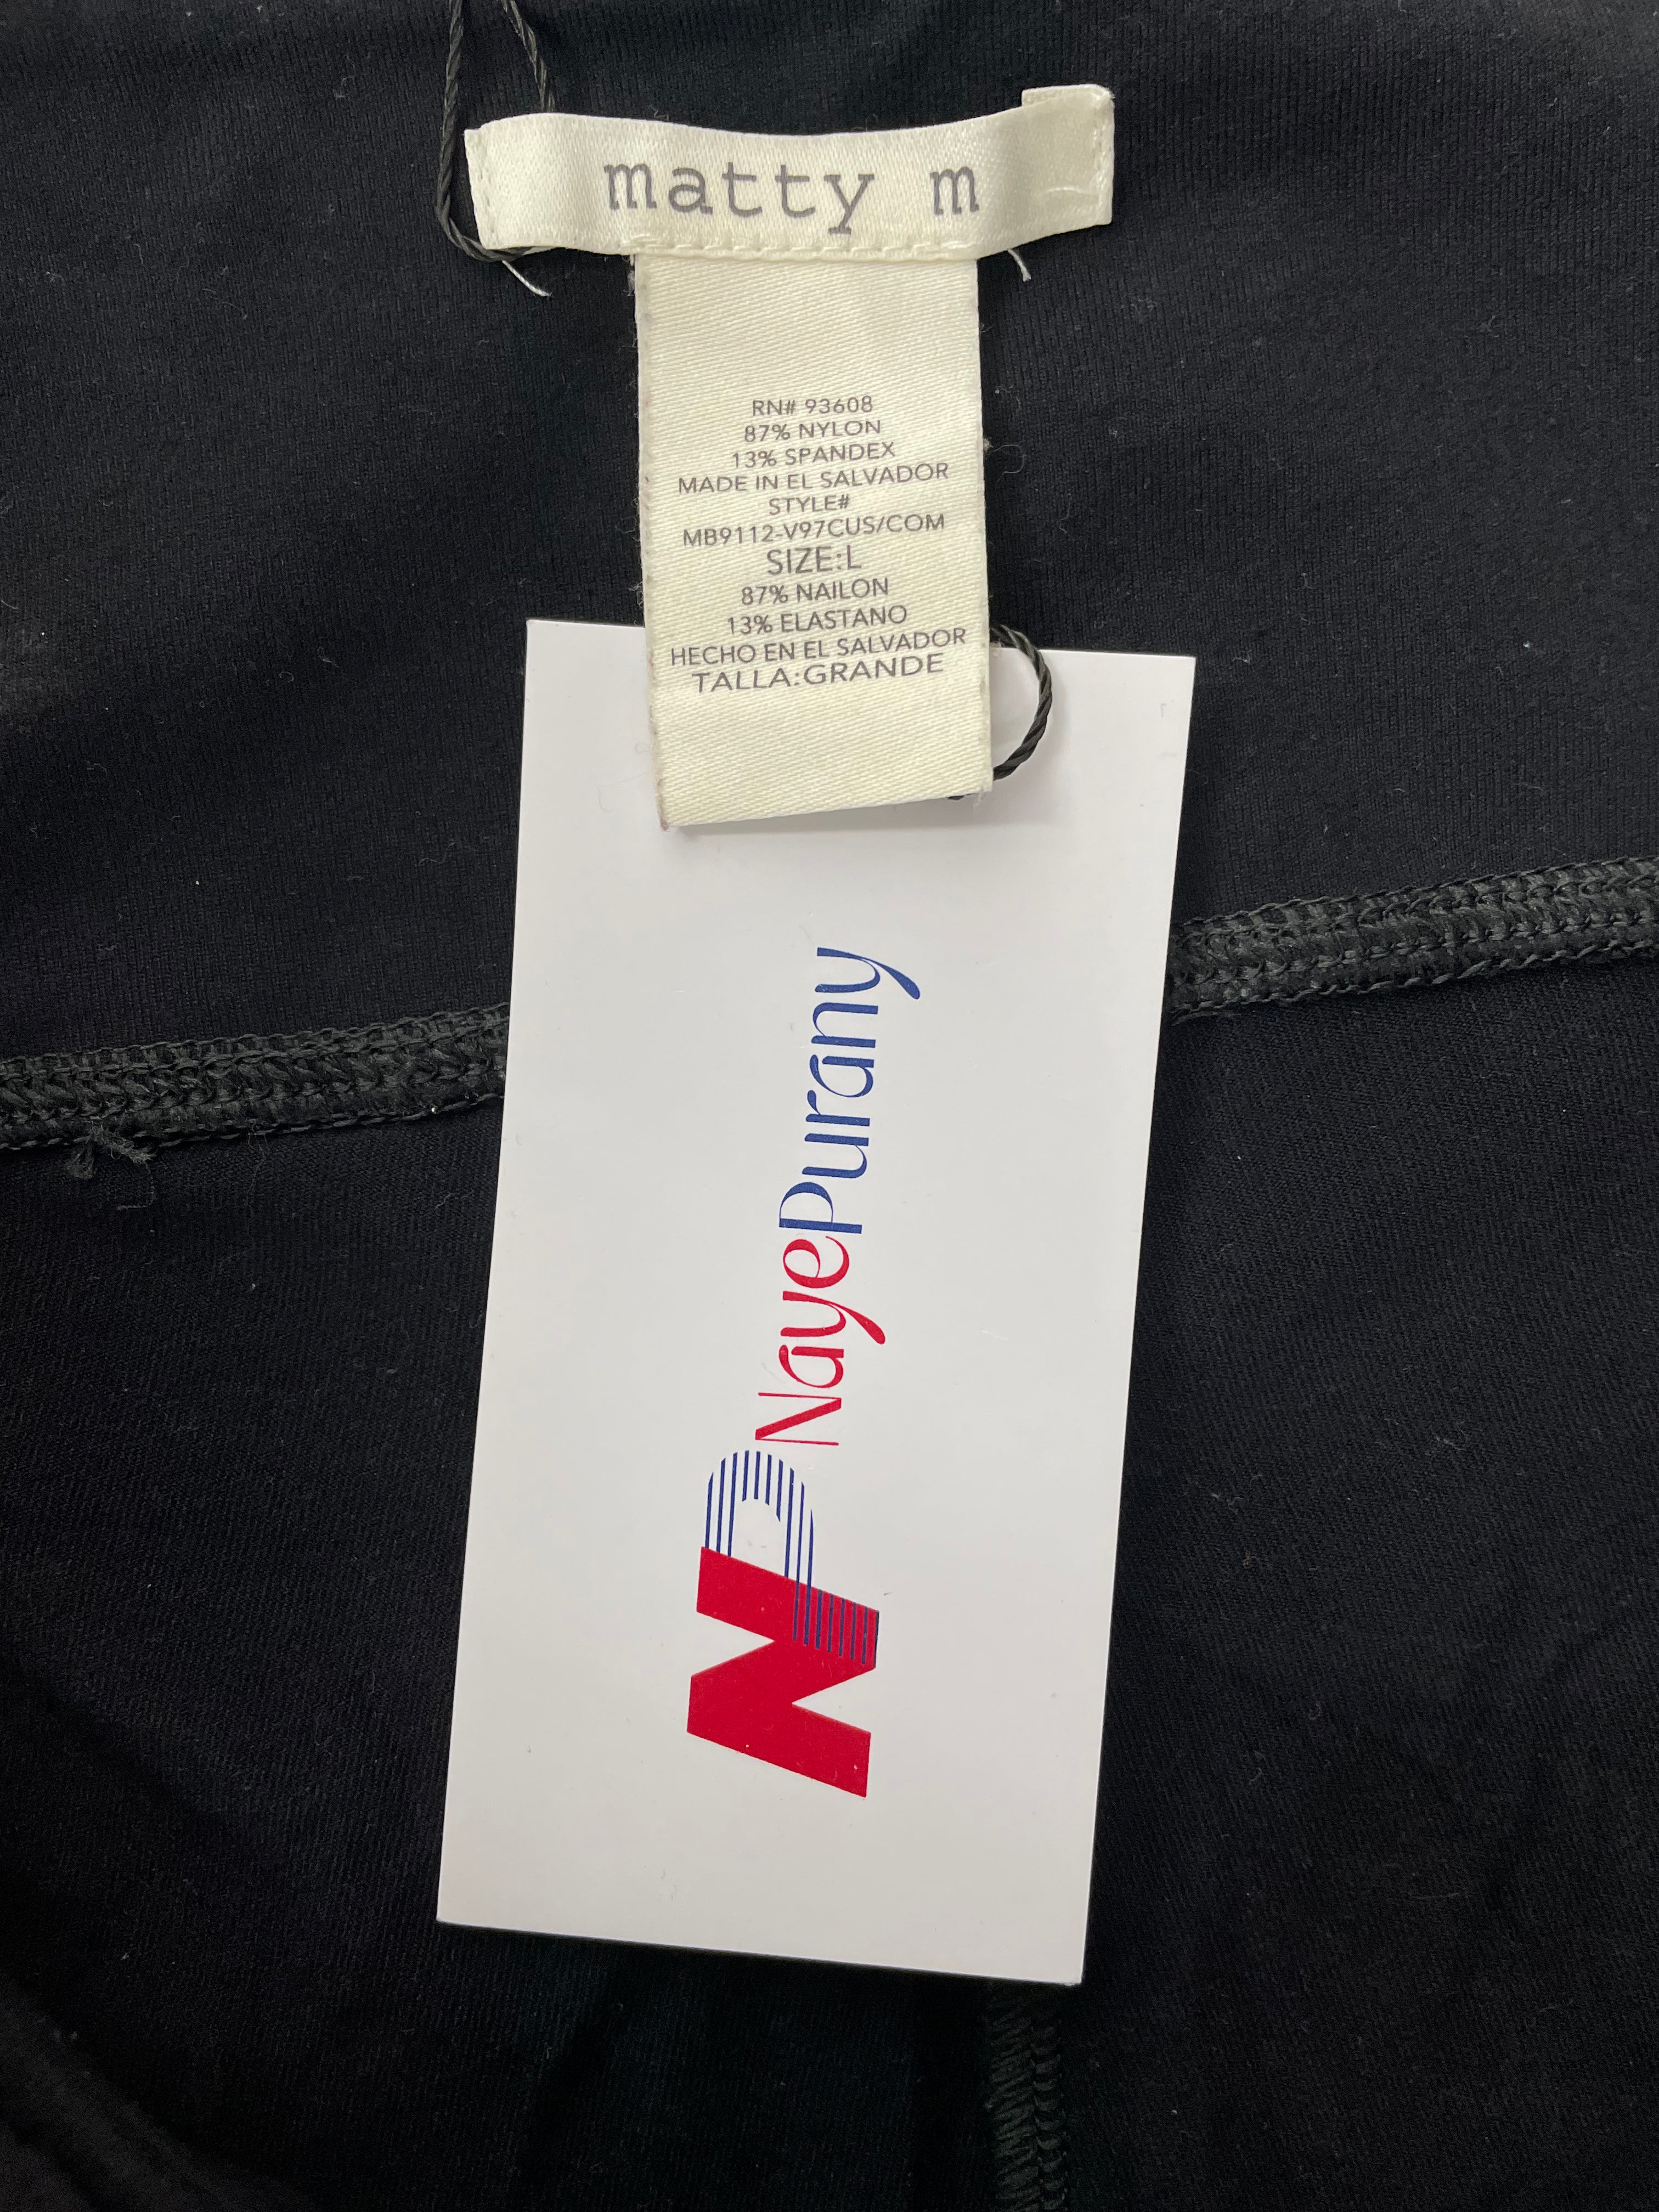 matty m
RN# 93608
87% NYLON
13% SPANDEX
MADE IN EL SALVADOR
STYLE#
MB9112-V97CUS/COM
SIZE:L
87% NAILON
13% ELASTANO
HECHO EN EL SALVADOR
TALLA:GRANDE
NP NayePurany